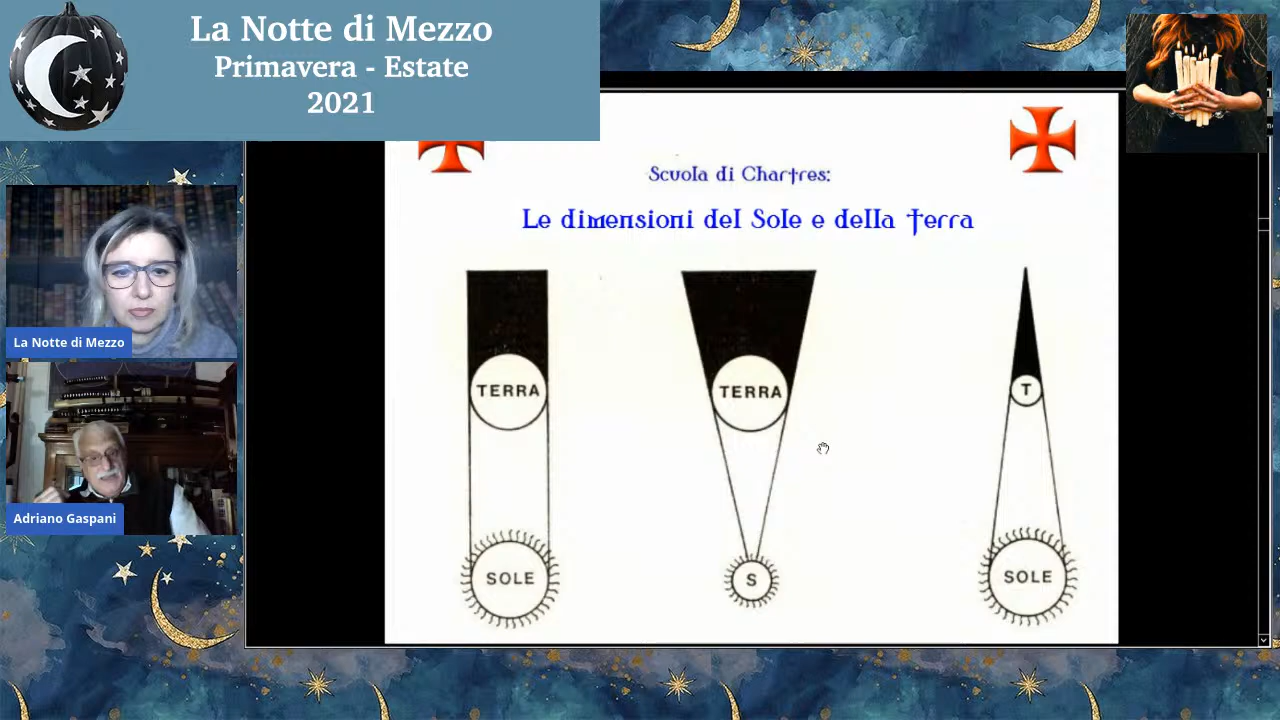 La Notte di Mezzo
Primavera - Estate
2021
Scuola di Chartres:
Le dimensioni del Sole e della Terra
La Notte di Mezzo
Adriano Gaspani
TERRA
TERRA
T
SOLE
S
SOLE